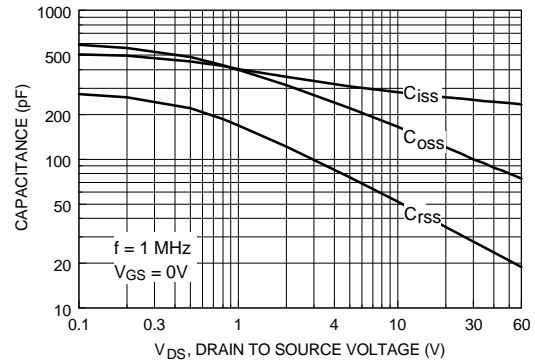 1000
500
200
100
50
20
10
CAPACITANCE (pF)
Ciss
Coss
Crss
f = 1 MHz
VGS = 0V
0.1 0.3 1 4 10 30 60
VDS, DRAIN TO SOURCE VOLTAGE (V)